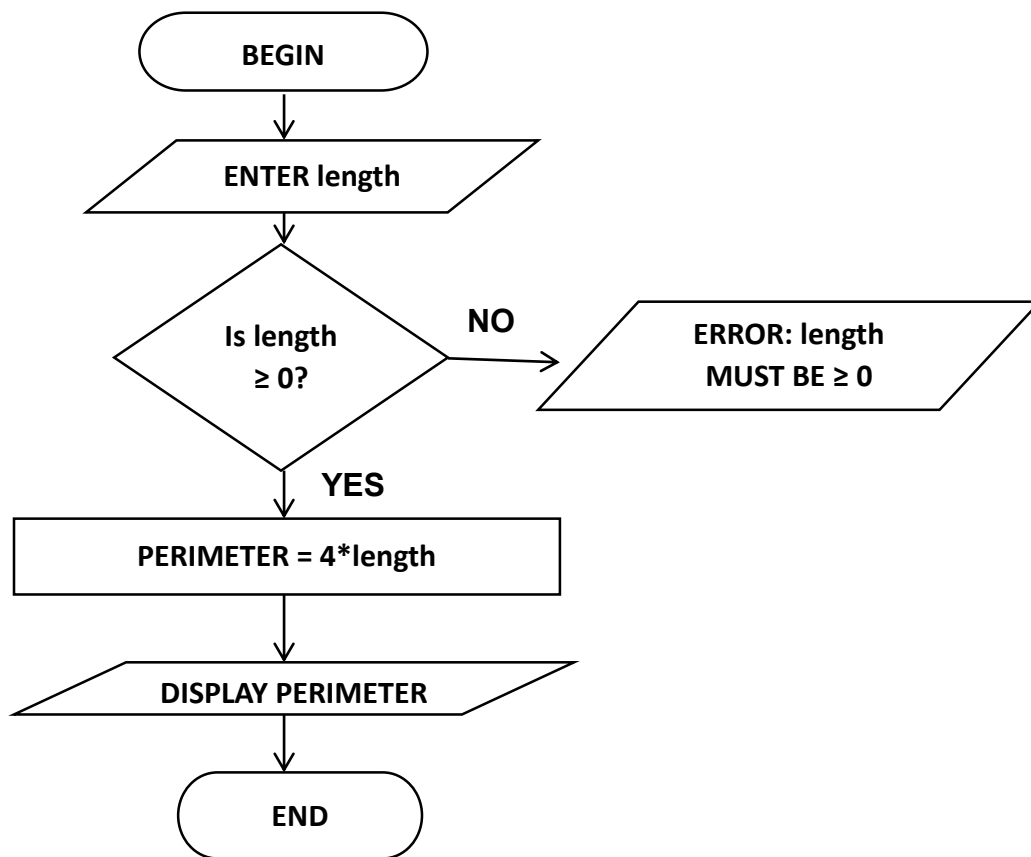 BEGIN
ENTER length
Is length
≥ 0?
NO
ERROR: length
MUST BE ≥ 0
YES
PERIMETER = 4*length
DISPLAY PERIMETER
END